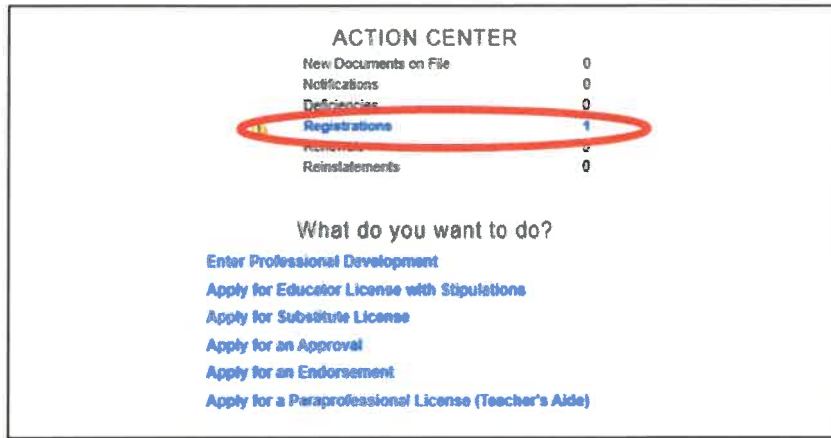 ACTION CENTER
New Documents on File 0
Notifications 0
Deficiencies 0
Registrations 1
Renewals 0
Reinstatements 0
What do you want to do?
Enter Professional Development
Apply for Educator License with Stipulations
Apply for Substitute License
Apply for an Approval
Apply for an Endorsement
Apply for a Paraprofessional License (Teacher's Aide)